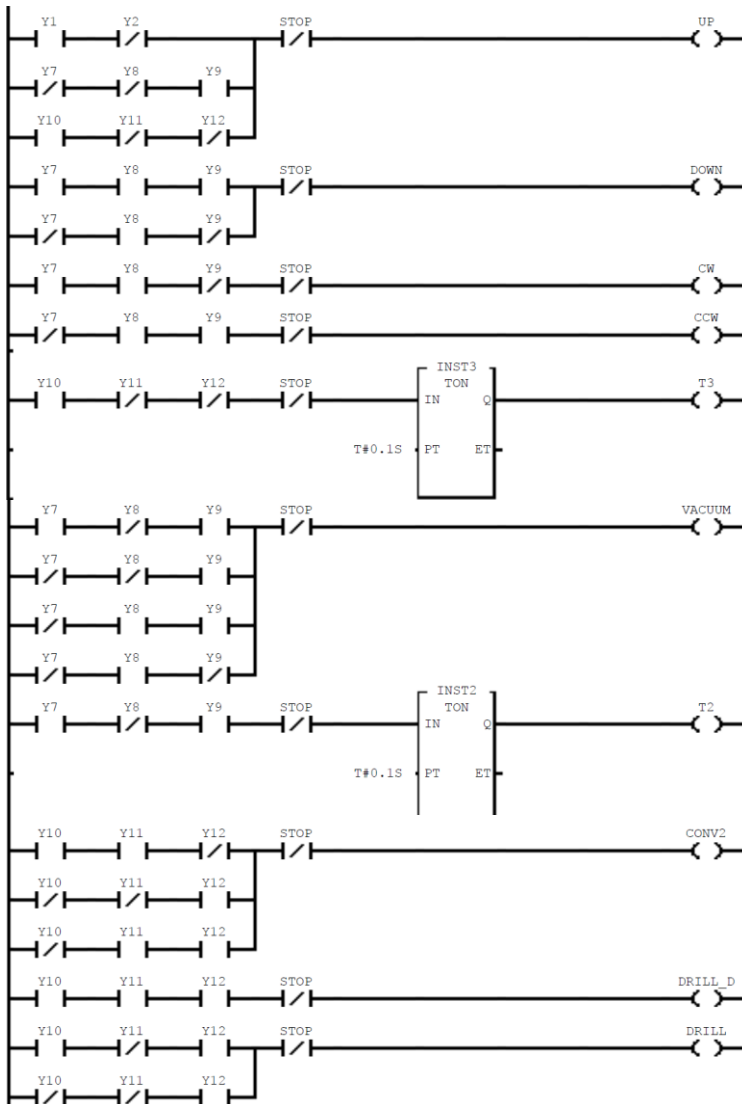 Y1 Y2 STOP UP
Y7 Y8 Y9
Y10 Y11 Y12
Y7 Y8 Y9 STOP DOWN
Y7 Y8 Y9
Y7 Y8 Y9 STOP CW
Y7 Y8 Y9 STOP CCW
INST3
Y10 Y11 Y12 STOP TON T3
IN Q
T#0.1S PT ET
Y7 Y8 Y9 STOP VACUUM
Y7 Y8 Y9
Y7 Y8 Y9
Y7 Y8 Y9
INST2
Y7 Y8 Y9 STOP TON T2
IN Q
T#0.1S PT ET
Y10 Y11 Y12 STOP CONV2
Y10 Y11 Y12
Y10 Y11 Y12
Y10 Y11 Y12 STOP DRILL_D
Y10 Y11 Y12 STOP DRILL
Y10 Y11 Y12